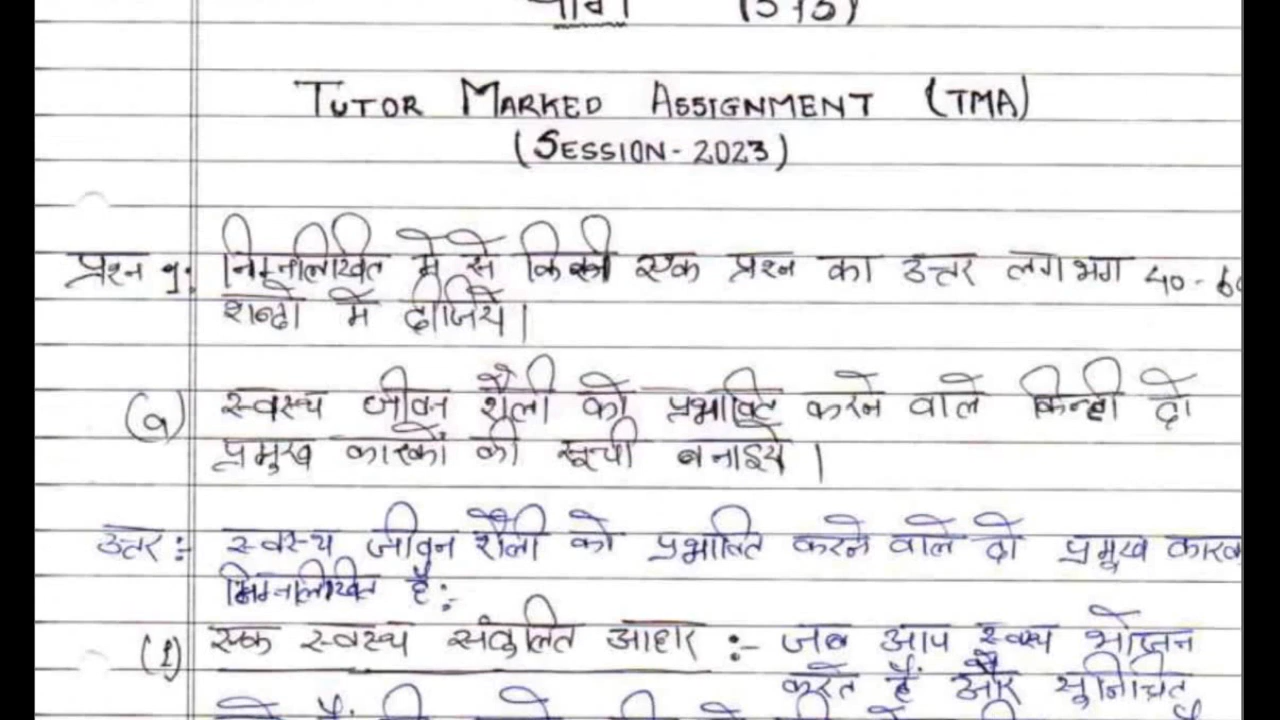 (373)
TUTOR MARKED ASSIGNMENT (TMA)
(SESSION-2023)
प्रश्न १: निम्नलिखित में से किसी एक प्रश्न का उत्तर लगभग 40-60
शब्दों में दीजिये।
(a) स्वस्थ जीवन शैली को प्रभावित करने वाले किन्ही दो
प्रमुख कारकों की सूची बनाइये।
उत्तर:- स्वस्थ जीवन शैली को प्रभावित करने वाले दो प्रमुख कारक
निम्नलिखित है:-
(1) एक स्वस्थ संतुलित आहार :- जब आप स्वस्थ भोजन
करते हैं और सुनिश्चित